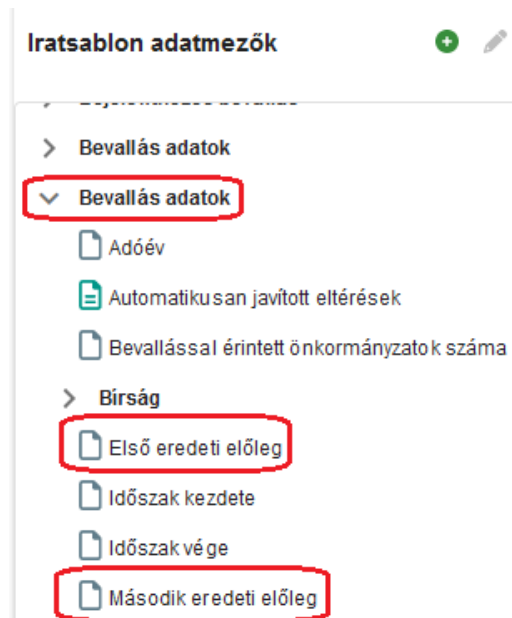 Iratsablon adatmezők
Bevallás adatok
Bevallás adatok
Adóév
Automatikusan javított eltérések
Bevallással érintett önkormányzatok száma
Bírság
Első eredeti előleg
Időszak kezdete
Időszak vége
Második eredeti előleg